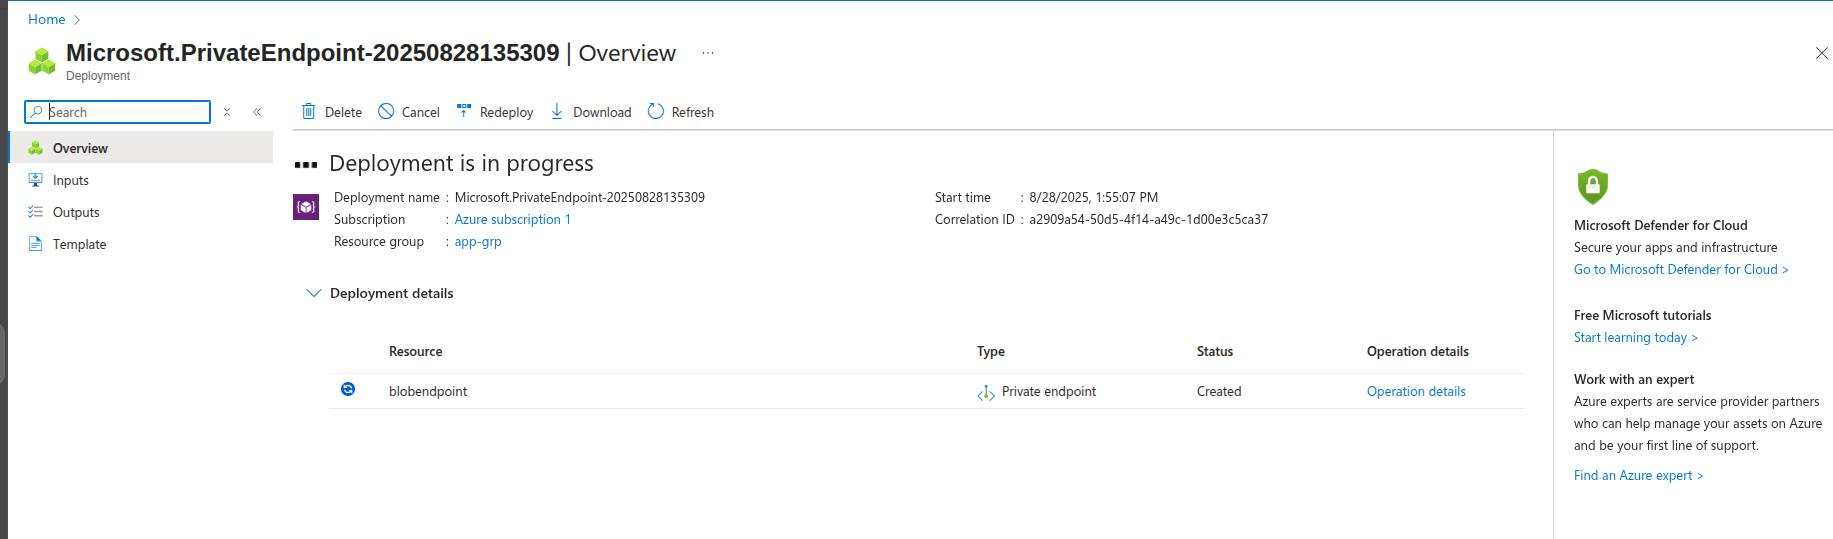 Home
Microsoft.PrivateEndpoint-20250828135309 | Overview ...
Deployment
Search
Delete Cancel Redeploy Download Refresh
Overview
Inputs
Outputs
Template
Deployment is in progress
Deployment name : Microsoft.PrivateEndpoint-20250828135309
Subscription : Azure subscription 1
Resource group : app-grp
Start time : 8/28/2025, 1:55:07 PM
Correlation ID : a2909a54-50d5-4f14-a49c-1d00e3c5ca37
Deployment details
Resource Type Status Operation details
blobendpoint Private endpoint Created Operation details
Microsoft Defender for Cloud
Secure your apps and infrastructure
Go to Microsoft Defender for Cloud >
Free Microsoft tutorials
Start learning today >
Work with an expert
Azure experts are service provider partners
who can help manage your assets on Azure
and be your first line of support.
Find an Azure expert >